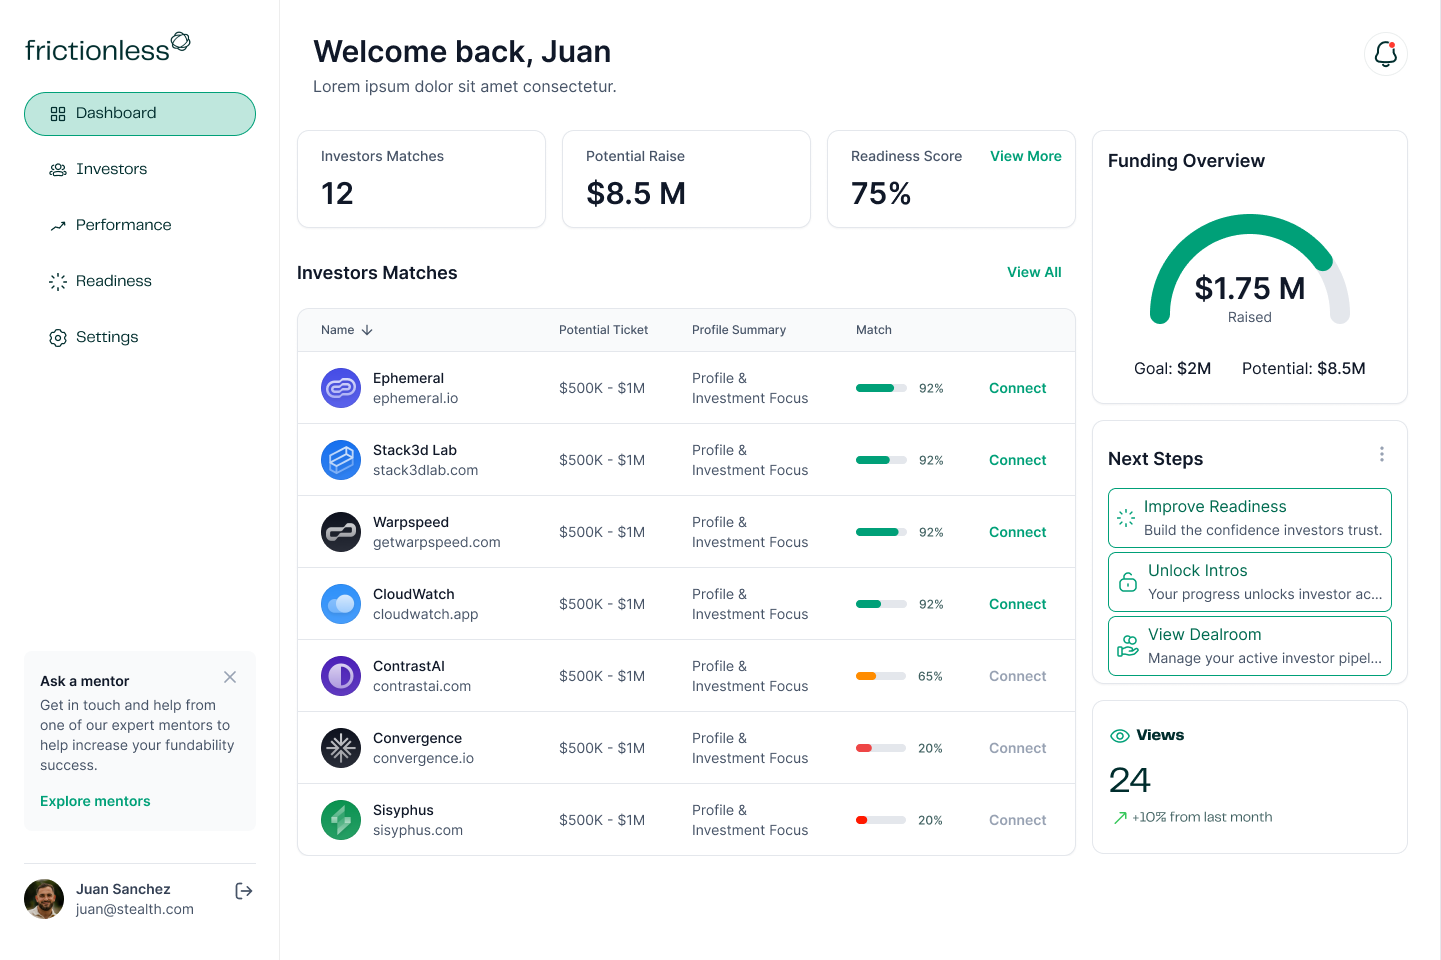 frictionless
Dashboard
Investors
Performance
Readiness
Settings
Ask a mentor
Get in touch and help from
one of our expert mentors to
help increase your fundability
success.
Explore mentors
Juan Sanchez
juan@stealth.com
Welcome back, Juan
Lorem ipsum dolor sit amet consectetur.
Investors Matches
12
Potential Raise
$8.5 M
Readiness Score View More
75%
Investors Matches View All
Name Potential Ticket Profile Summary Match
Ephemeral
ephemeral.io
$500K - $1M
Profile &
Investment Focus
92%
Connect
Stack3d Lab
stack3dlab.com
$500K - $1M
Profile &
Investment Focus
92%
Connect
Warpspeed
getwarpspeed.com
$500K - $1M
Profile &
Investment Focus
92%
Connect
CloudWatch
cloudwatch.app
$500K - $1M
Profile &
Investment Focus
92%
Connect
ContrastAI
contrastai.com
$500K - $1M
Profile &
Investment Focus
65%
Connect
Convergence
convergence.io
$500K - $1M
Profile &
Investment Focus
20%
Connect
Sisyphus
sisyphus.com
$500K - $1M
Profile &
Investment Focus
20%
Connect
Funding Overview
$1.75 M
Raised
Goal: $2M Potential: $8.5M
Next Steps
Improve Readiness
Build the confidence investors trust.
Unlock Intros
Your progress unlocks investor ac...
View Dealroom
Manage your active investor pipel...
Views
24
+10% from last month